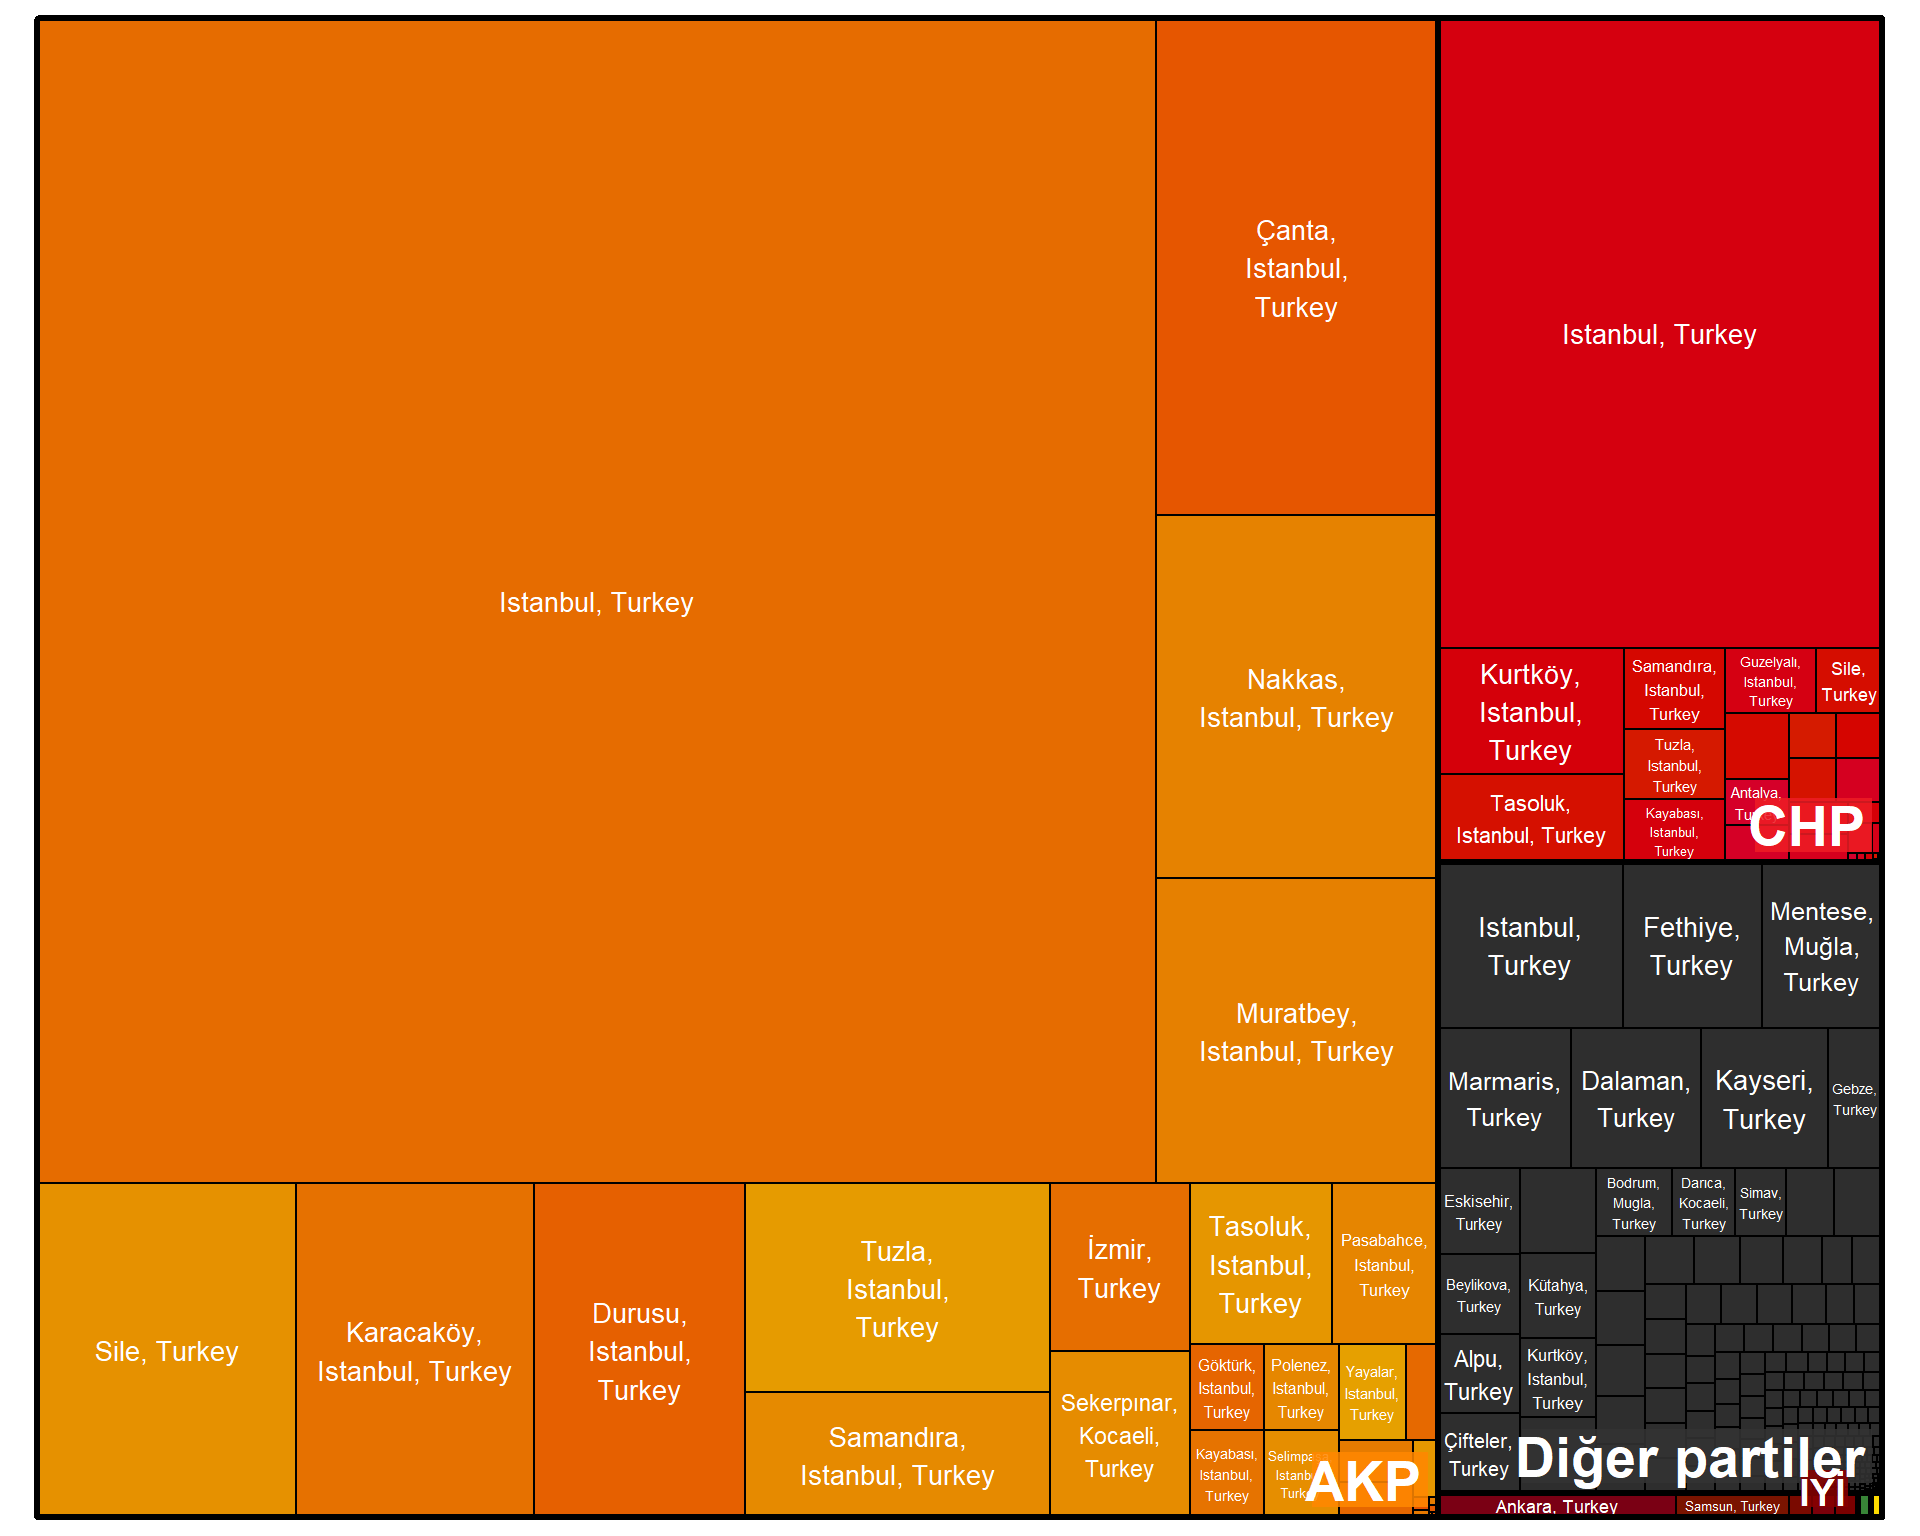 Istanbul, Turkey
Çanta,
Istanbul,
Turkey
Nakkas,
Istanbul, Turkey
Muratbey,
Istanbul, Turkey
Sile, Turkey
Karacaköy,
Istanbul, Turkey
Durusu,
Istanbul,
Turkey
Tuzla,
Istanbul,
Turkey
Samandıra,
Istanbul, Turkey
İzmir,
Turkey
Sekerpınar,
Kocaeli,
Turkey
Tasoluk,
Istanbul,
Turkey
Pasabahce,
Istanbul,
Turkey
Göktürk,
Istanbul,
Turkey
Polenez,
Istanbul,
Turkey
Yayalar,
Istanbul,
Turkey
Kayabası,
Istanbul,
Turkey
AKP
Istanbul, Turkey
Kurtköy,
Istanbul,
Turkey
Tasoluk,
Istanbul, Turkey
Samandıra,
Istanbul,
Turkey
Tuzla,
Istanbul,
Turkey
Kayabası,
Istanbul,
Turkey
Guzelyalı,
Istanbul,
Turkey
Sile,
Turkey
Antalya,
CHP
Istanbul,
Turkey
Fethiye,
Turkey
Mentese,
Muğla,
Turkey
Marmaris,
Turkey
Dalaman,
Turkey
Kayseri,
Turkey
Gebze,
Turkey
Eskisehir,
Turkey
Bodrum,
Mugla,
Turkey
Darıca,
Kocaeli,
Turkey
Simav,
Turkey
Beylikova,
Turkey
Kütahya,
Turkey
Alpu,
Turkey
Kurtköy,
Istanbul,
Turkey
Çifteler,
Turkey
Diğer partiler
Ankara, Turkey
Samsun, Turkey
İYİ